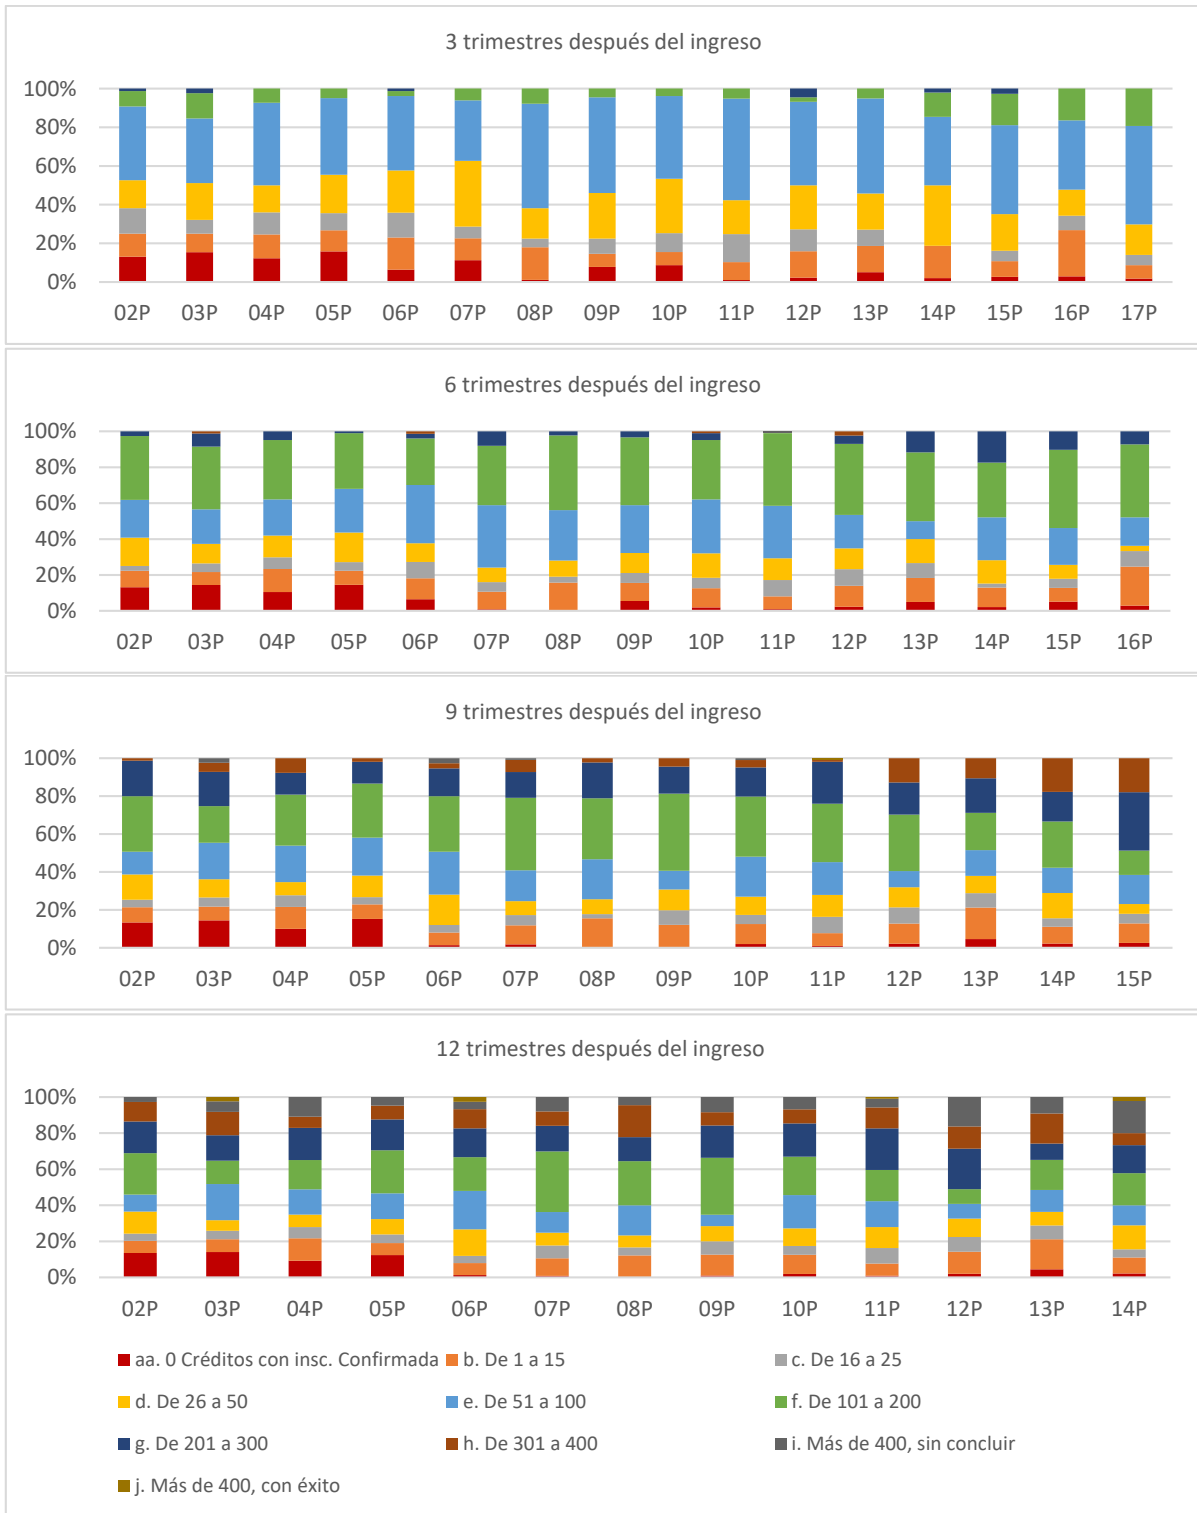 3 trimestres después del ingreso
100%
80%
60%
40%
20%
0%
02P 03P 04P 05P 06P 07P 08P 09P 10P 11P 12P 13P 14P 15P 16P 17P
6 trimestres después del ingreso
100%
80%
60%
40%
20%
0%
02P 03P 04P 05P 06P 07P 08P 09P 10P 11P 12P 13P 14P 15P 16P
9 trimestres después del ingreso
100%
80%
60%
40%
20%
0%
02P 03P 04P 05P 06P 07P 08P 09P 10P 11P 12P 13P 14P 15P
12 trimestres después del ingreso
100%
80%
60%
40%
20%
0%
02P 03P 04P 05P 06P 07P 08P 09P 10P 11P 12P 13P 14P
aa. 0 Créditos con insc. Confirmada b. De 1 a 15 c. De 16 a 25
d. De 26 a 50 e. De 51 a 100 f. De 101 a 200
g. De 201 a 300 h. De 301 a 400 i. Más de 400, sin concluir
j. Más de 400, con éxito